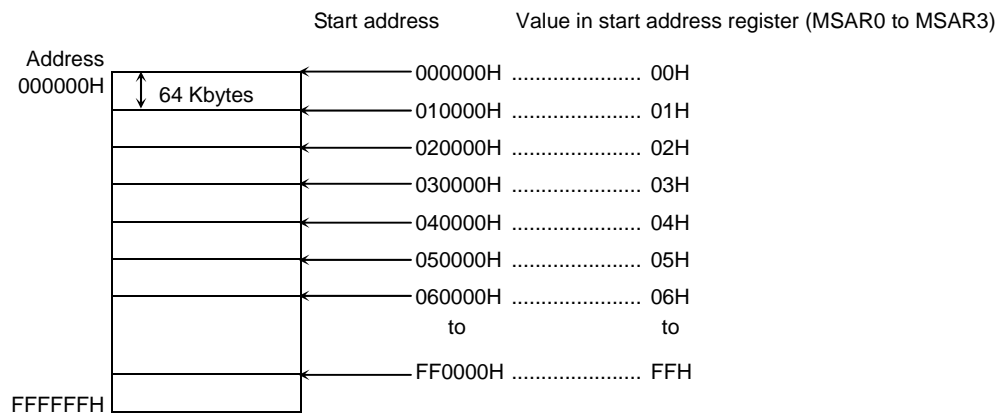 Start address Value in start address register (MSAR0 to MSAR3)
Address
000000H
64 Kbytes
000000H ....................... 00H
010000H ....................... 01H
020000H ....................... 02H
030000H ....................... 03H
040000H ....................... 04H
050000H ....................... 05H
060000H ....................... 06H
to to
FF0000H ....................... FFH
FFFFFFH